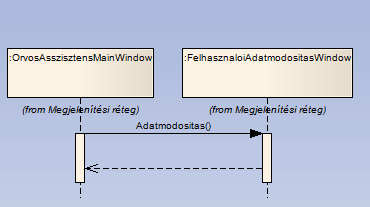 :OrvosAsszisztensMainWindow
:FelhasznaloiAdatmodositasWindow
(from Megjelenítési réteg)
(from Megjelenítési réteg)
Adatmodositas()